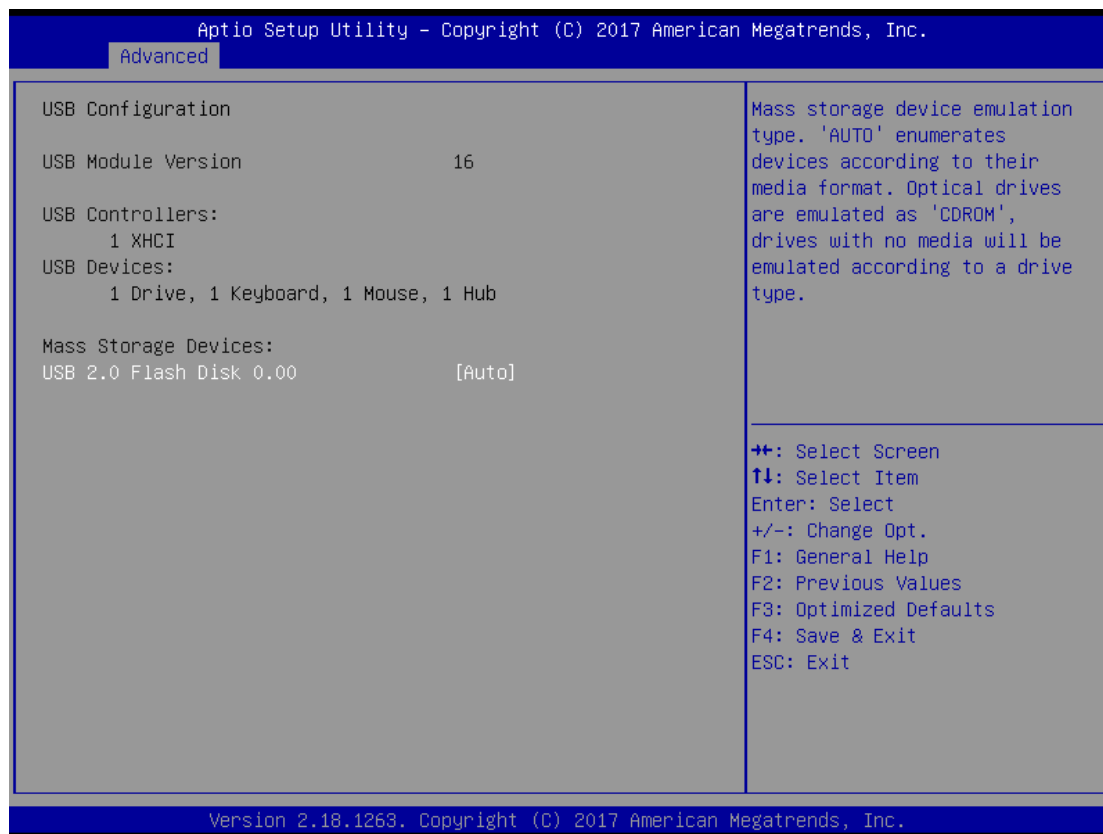 Aptio Setup Utility – Copyright (C) 2017 American Megatrends, Inc.
Advanced
USB Configuration
USB Module Version 16
USB Controllers:
1 XHCI
USB Devices:
1 Drive, 1 Keyboard, 1 Mouse, 1 Hub
Mass Storage Devices:
USB 2.0 Flash Disk 0.00 [Auto]
Mass storage device emulation
type. 'AUTO' enumerates
devices according to their
media format. Optical drives
are emulated as 'CDROM',
drives with no media will be
emulated according to a drive
type.
→←: Select Screen
↑↓: Select Item
Enter: Select
+/-: Change Opt.
F1: General Help
F2: Previous Values
F3: Optimized Defaults
F4: Save & Exit
ESC: Exit
Version 2.18.1263. Copyright (C) 2017 American Megatrends, Inc.